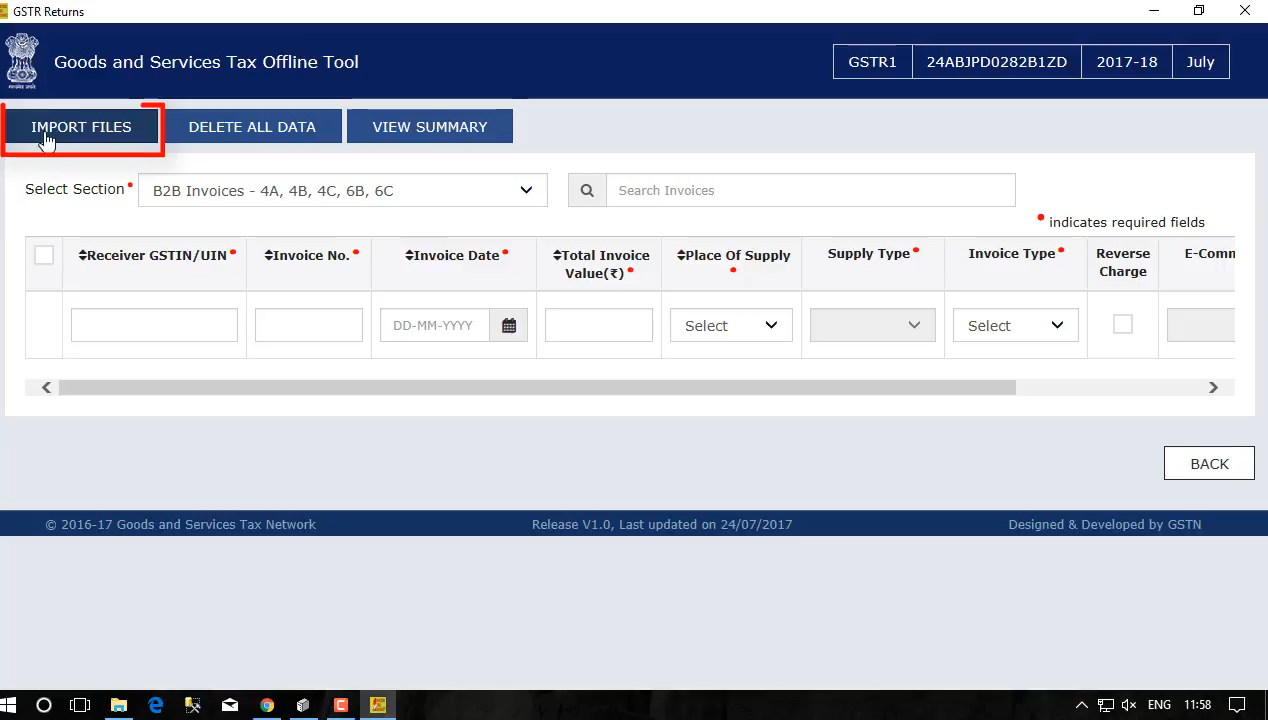 GSTR Returns
Goods and Services Tax Offline Tool
GSTR1 24ABJPD0282B1ZD 2017-18 July
IMPORT FILES DELETE ALL DATA VIEW SUMMARY
Select Section • B2B Invoices - 4A, 4B, 4C, 6B, 6C Search Invoices
• indicates required fields
Receiver GSTIN/UIN • Invoice No. • Invoice Date • Total Invoice Value(₹) • Place Of Supply • Supply Type • Invoice Type • Reverse Charge E-Comm
DD-MM-YYYY Select Select
BACK
© 2016-17 Goods and Services Tax Network Release V1.0, Last updated on 24/07/2017 Designed & Developed by GSTN
ENG 11:58